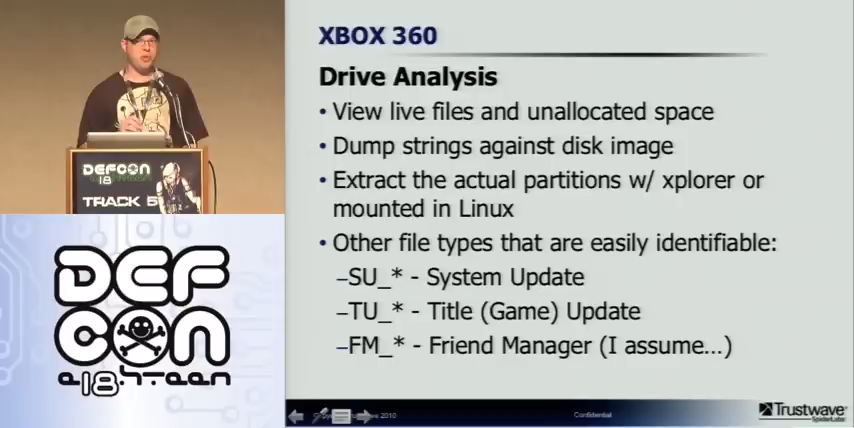 XBOX 360
Drive Analysis
• View live files and unallocated space
• Dump strings against disk image
• Extract the actual partitions w/ xplorer or
mounted in Linux
• Other file types that are easily identifiable:
–SU_* - System Update
–TU_* - Title (Game) Update
–FM_* - Friend Manager (I assume...)
2010
Confidential
Trustwave
SpiderLabs
DEFCON
18
TRACK 5
DEF
CON